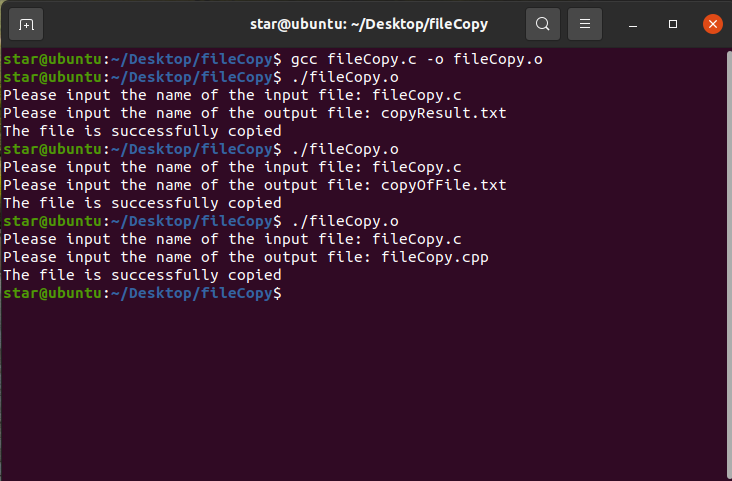 star@ubuntu: ~/Desktop/fileCopy
star@ubuntu:~/Desktop/fileCopy$ gcc fileCopy.c -o fileCopy.o
star@ubuntu:~/Desktop/fileCopy$ ./fileCopy.o
Please input the name of the input file: fileCopy.c
Please input the name of the output file: copyResult.txt
The file is successfully copied
star@ubuntu:~/Desktop/fileCopy$ ./fileCopy.o
Please input the name of the input file: fileCopy.c
Please input the name of the output file: copyOfFile.txt
The file is successfully copied
star@ubuntu:~/Desktop/fileCopy$ ./fileCopy.o
Please input the name of the input file: fileCopy.c
Please input the name of the output file: fileCopy.cpp
The file is successfully copied
star@ubuntu:~/Desktop/fileCopy$